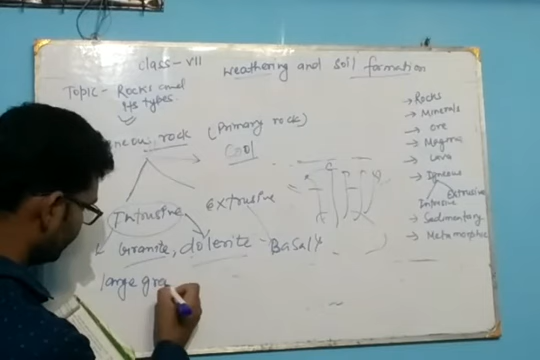 Class-VII
Weathering and Soil formation
Topic- Rocks and
its types.
neous rock (Primary rock)
Cool
Intrusive
extrusive
Granite, dolerite
Basalt
large gra
→ Rocks
→ Minerals
→ Ore
→ Magma
→ Lava
→ Igneous
Extrusive
Intrusive
→ Sedimentary
→ Metamorphic